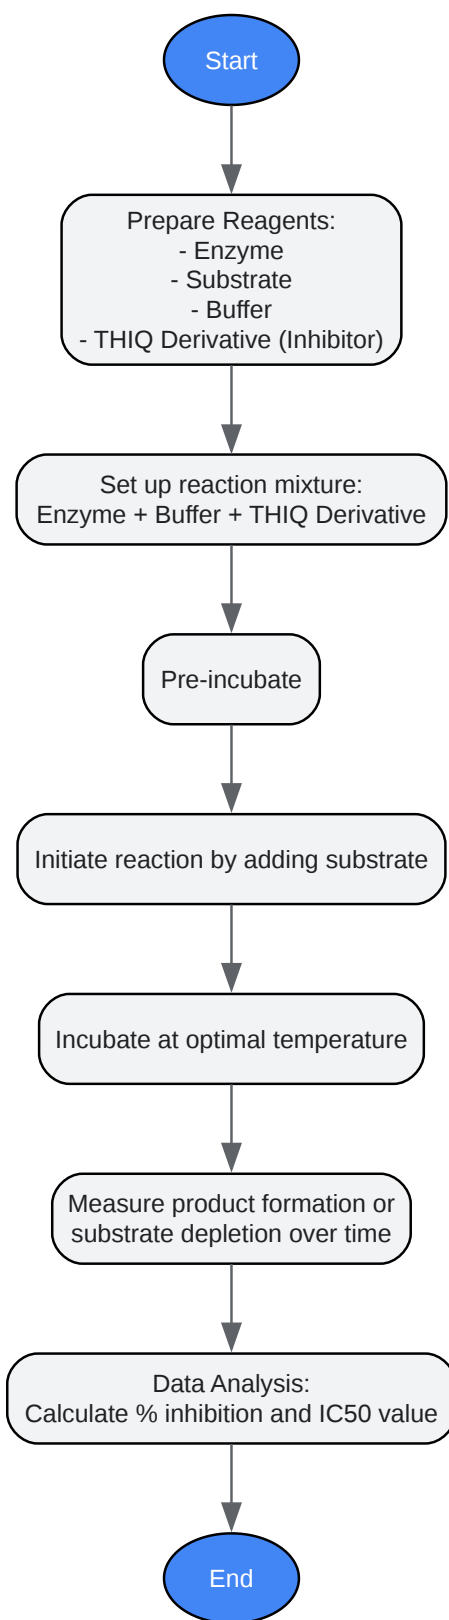 Start
Prepare Reagents:
- Enzyme
- Substrate
- Buffer
- THIQ Derivative (Inhibitor)
Set up reaction mixture:
Enzyme + Buffer + THIQ Derivative
Pre-incubate
Initiate reaction by adding substrate
Incubate at optimal temperature
Measure product formation or
substrate depletion over time
Data Analysis:
Calculate % inhibition and IC50 value
End